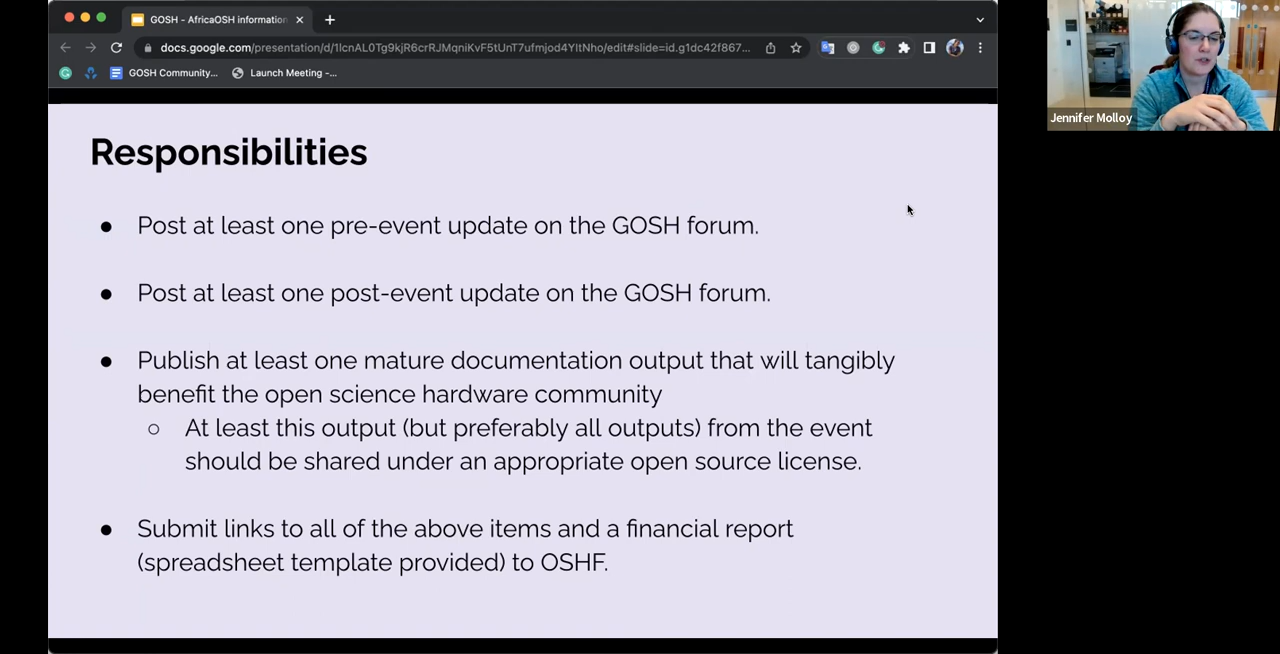 GOSH - AfricaOSH information
docs.google.com/presentation/d/1IcnAL0Tg9kjR6crRJMqniKvF5tUnT7ufmjod4YItNho/edit#slide=id.g1dc42f867...
GOSH Community...
Launch Meeting -...
Jennifer Molloy
Responsibilities
● Post at least one pre-event update on the GOSH forum.
● Post at least one post-event update on the GOSH forum.
● Publish at least one mature documentation output that will tangibly
benefit the open science hardware community
○ At least this output (but preferably all outputs) from the event
should be shared under an appropriate open source license.
● Submit links to all of the above items and a financial report
(spreadsheet template provided) to OSHF.